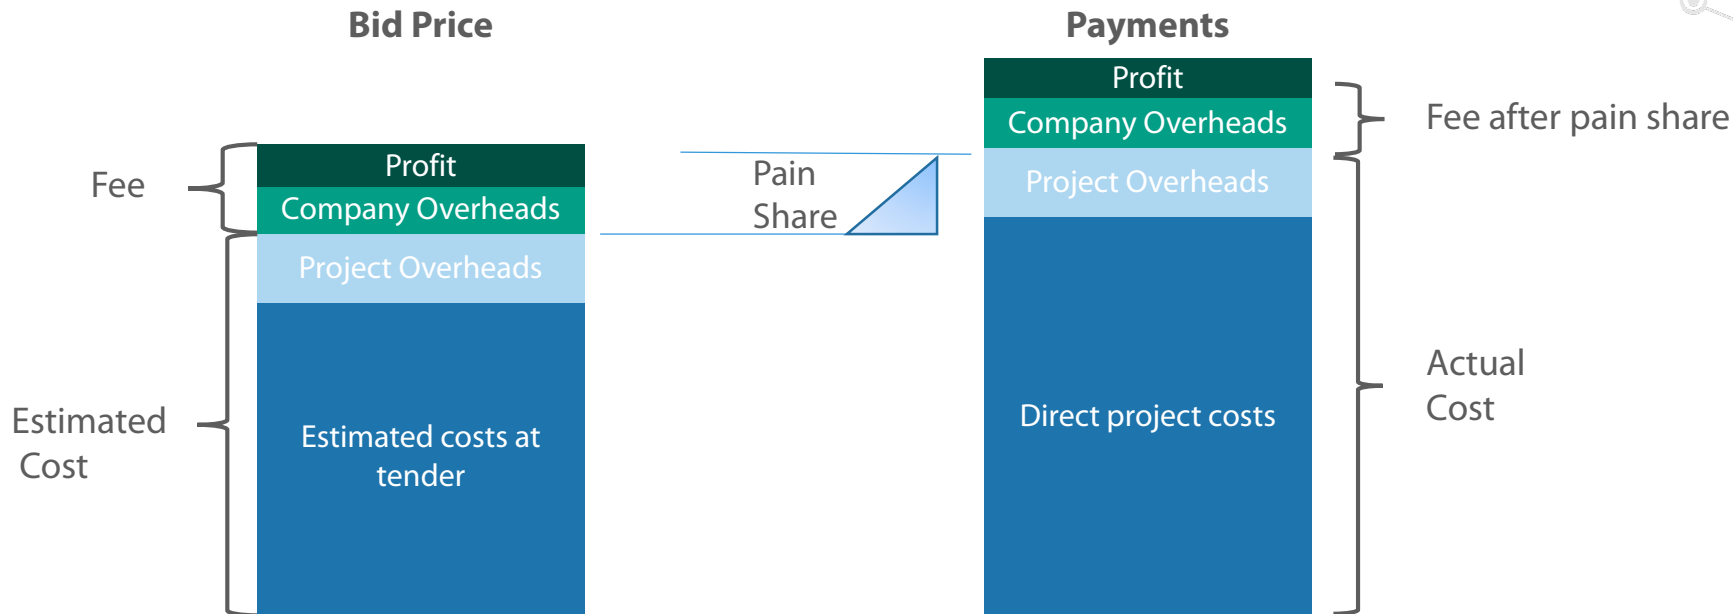 Bid Price
Payments
Profit
Company Overheads
Project Overheads
Estimated costs at
tender
Fee
Estimated
Cost
Pain
Share
Profit
Company Overheads
Project Overheads
Direct project costs
Fee after pain share
Actual
Cost